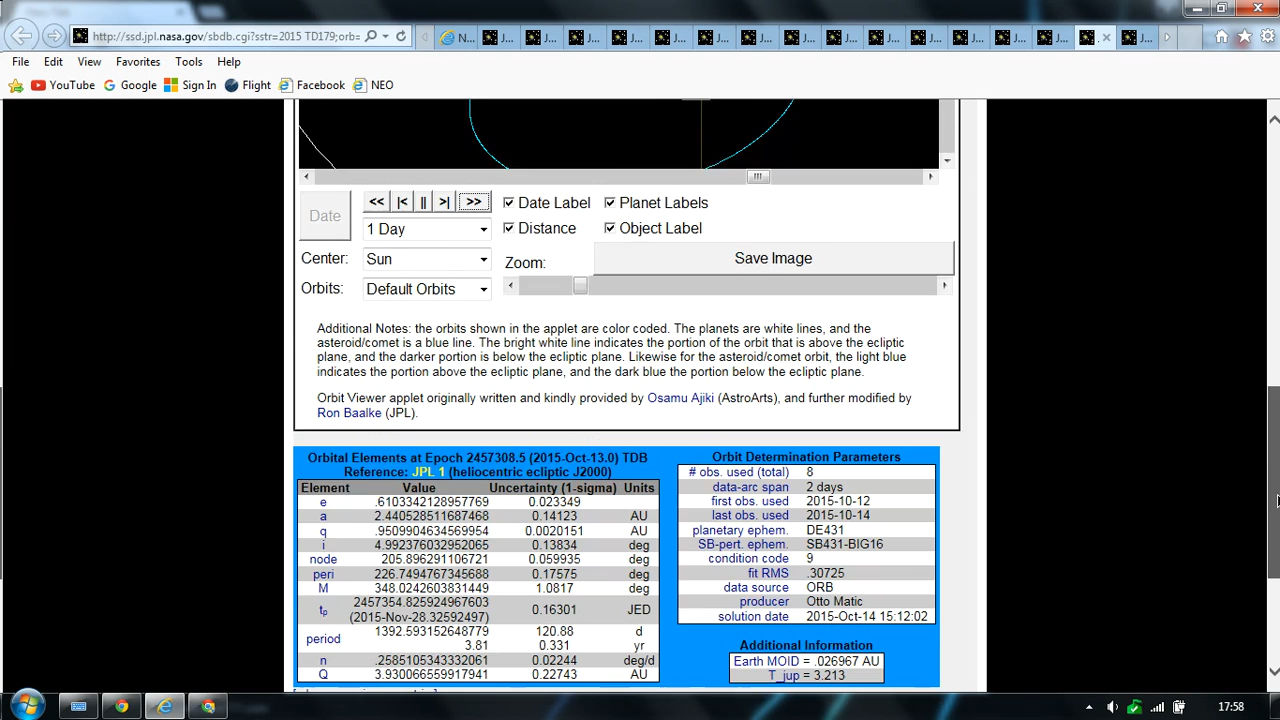 http://ssd.jpl.nasa.gov/sbdb.cgi?sstr=2015 TD179;orb=
N...
J...
J...
J...
J...
J...
J...
J...
J...
J...
J...
J...
J...
J...
J...
File Edit View Favorites Tools Help
YouTube Google Sign In Flight Facebook NEO
Date << |< || >| >> Date Label Planet Labels
1 Day Distance Object Label
Center: Sun Zoom: Save Image
Orbits: Default Orbits
Additional Notes: the orbits shown in the applet are color coded. The planets are white lines, and the
asteroid/comet is a blue line. The bright white line indicates the portion of the orbit that is above the ecliptic
plane, and the darker portion is below the ecliptic plane. Likewise for the asteroid/comet orbit, the light blue
indicates the portion above the ecliptic plane, and the dark blue the portion below the ecliptic plane.
Orbit Viewer applet originally written and kindly provided by Osamu Ajiki (AstroArts), and further modified by
Ron Baalke (JPL).
Orbital Elements at Epoch 2457308.5 (2015-Oct-13.0) TDB
Reference: JPL 1 (heliocentric ecliptic J2000)
Element Value Uncertainty (1-sigma) Units
e .6103342128957769 0.023349
a 2.440528511687468 0.14123 AU
q .9509904634569954 0.0020151 AU
i 4.992376032952065 0.13834 deg
node 205.896291106721 0.059935 deg
peri 226.7494767345688 0.17575 deg
M 348.0242603831449 1.0817 deg
tp 2457354.825924967603 0.16301 JED
(2015-Nov-28.32592497)
period 1392.593152648779 120.88 d
3.81 0.331 yr
n .2585105343332061 0.02244 deg/d
Q 3.930066559917941 0.22743 AU
Orbit Determination Parameters
# obs. used (total) 8
data-arc span 2 days
first obs. used 2015-10-12
last obs. used 2015-10-14
planetary ephem. DE431
SB-pert. ephem. SB431-BIG16
condition code 9
fit RMS .30725
data source ORB
producer Otto Matic
solution date 2015-Oct-14 15:12:02
Additional Information
Earth MOID = .026967 AU
T_jup = 3.213
17:58